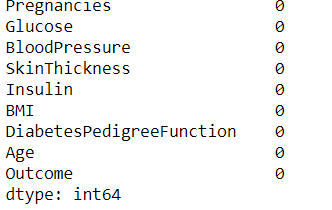 Pregnancies 0
Glucose 0
BloodPressure 0
SkinThickness 0
Insulin 0
BMI 0
DiabetesPedigreeFunction 0
Age 0
Outcome 0
dtype: int64